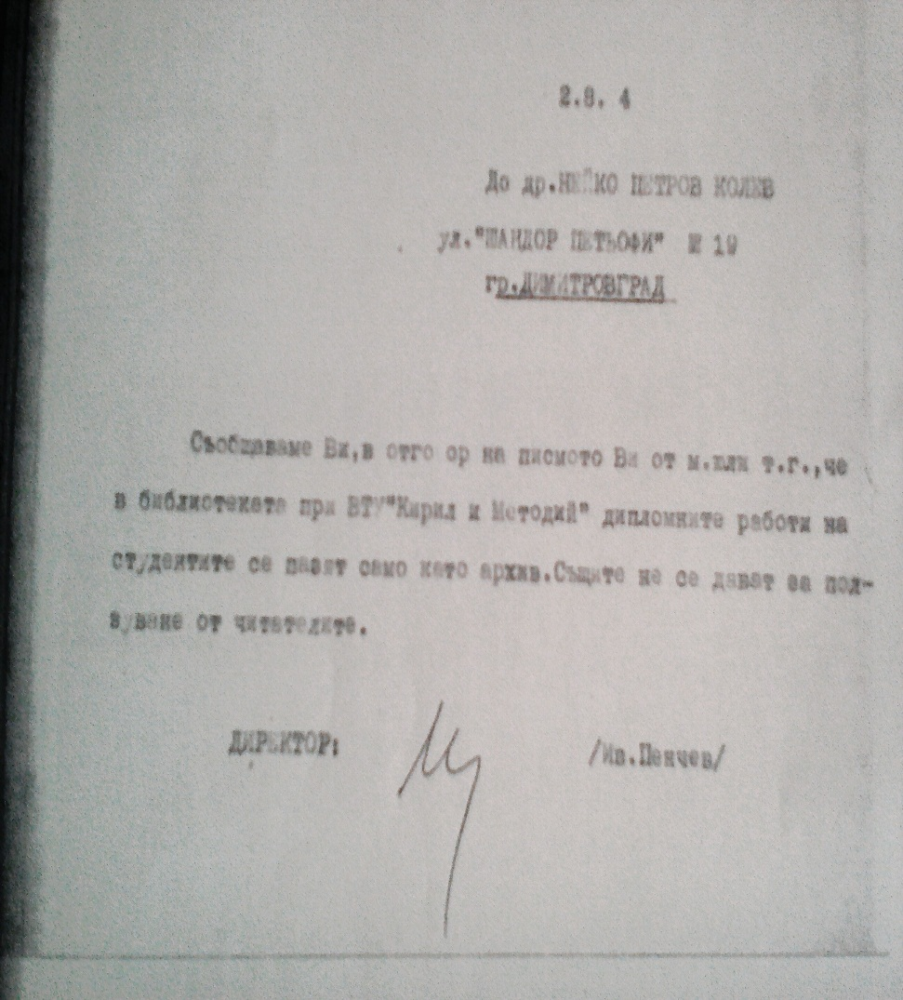 2.8. 4
До др.НЕЙКО ПЕТРОВ КОЛЕВ
ул."ШАНДОР ПЕТЬОФИ" № 19
гр.ДИМИТРОВГРАД
Съобщаваме Ви,в отго ор на писмото Ви от м.юли т.г.,че
в библиотеката при ВТУ"Кирил и Методий" дипломните работи на
студентите се пазят само като архив.Същите не се дават за пол-
зуване от читателите.
ДИРЕКТОР: /Ив.Пенчев/